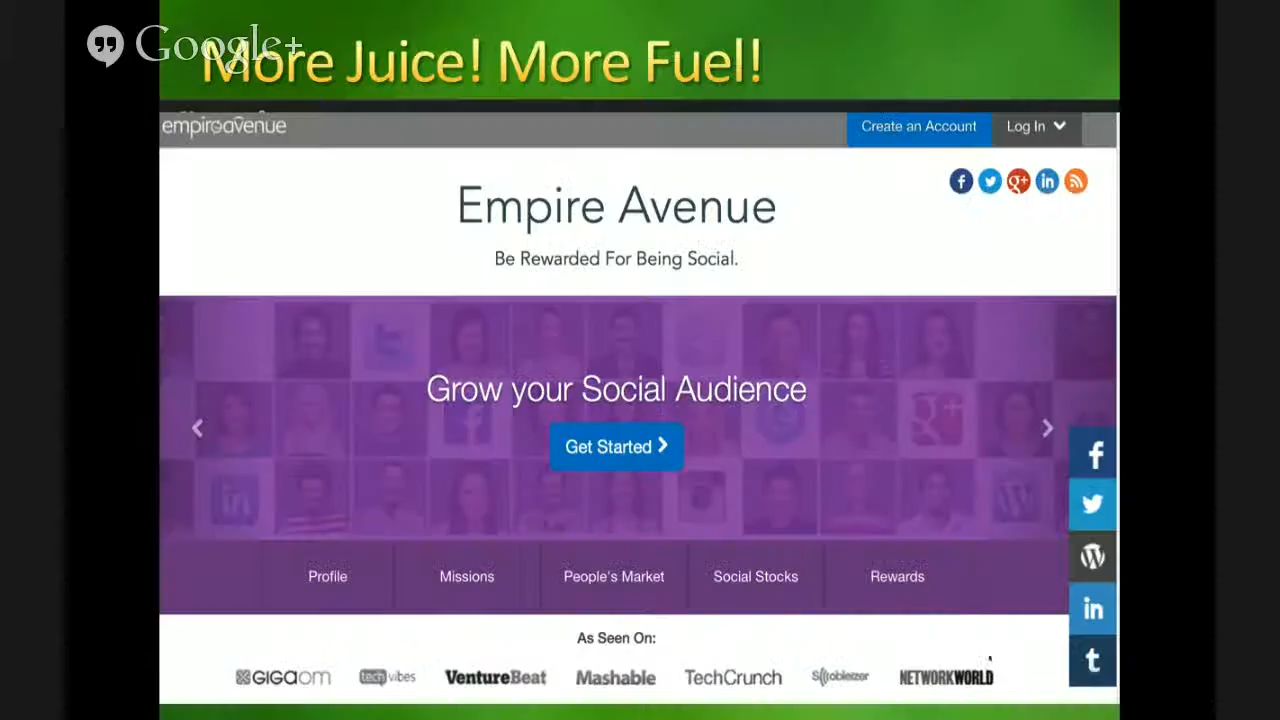 Google+
More Juice! More Fuel!
empireavenue
Create an Account
Log In
Empire Avenue
Be Rewarded For Being Social.
Grow your Social Audience
Get Started
Profile
Missions
People's Market
Social Stocks
Rewards
As Seen On:
GIGAOM
techvibes
VentureBeat
Mashable
TechCrunch
Scobleizer
NETWORKWORLD